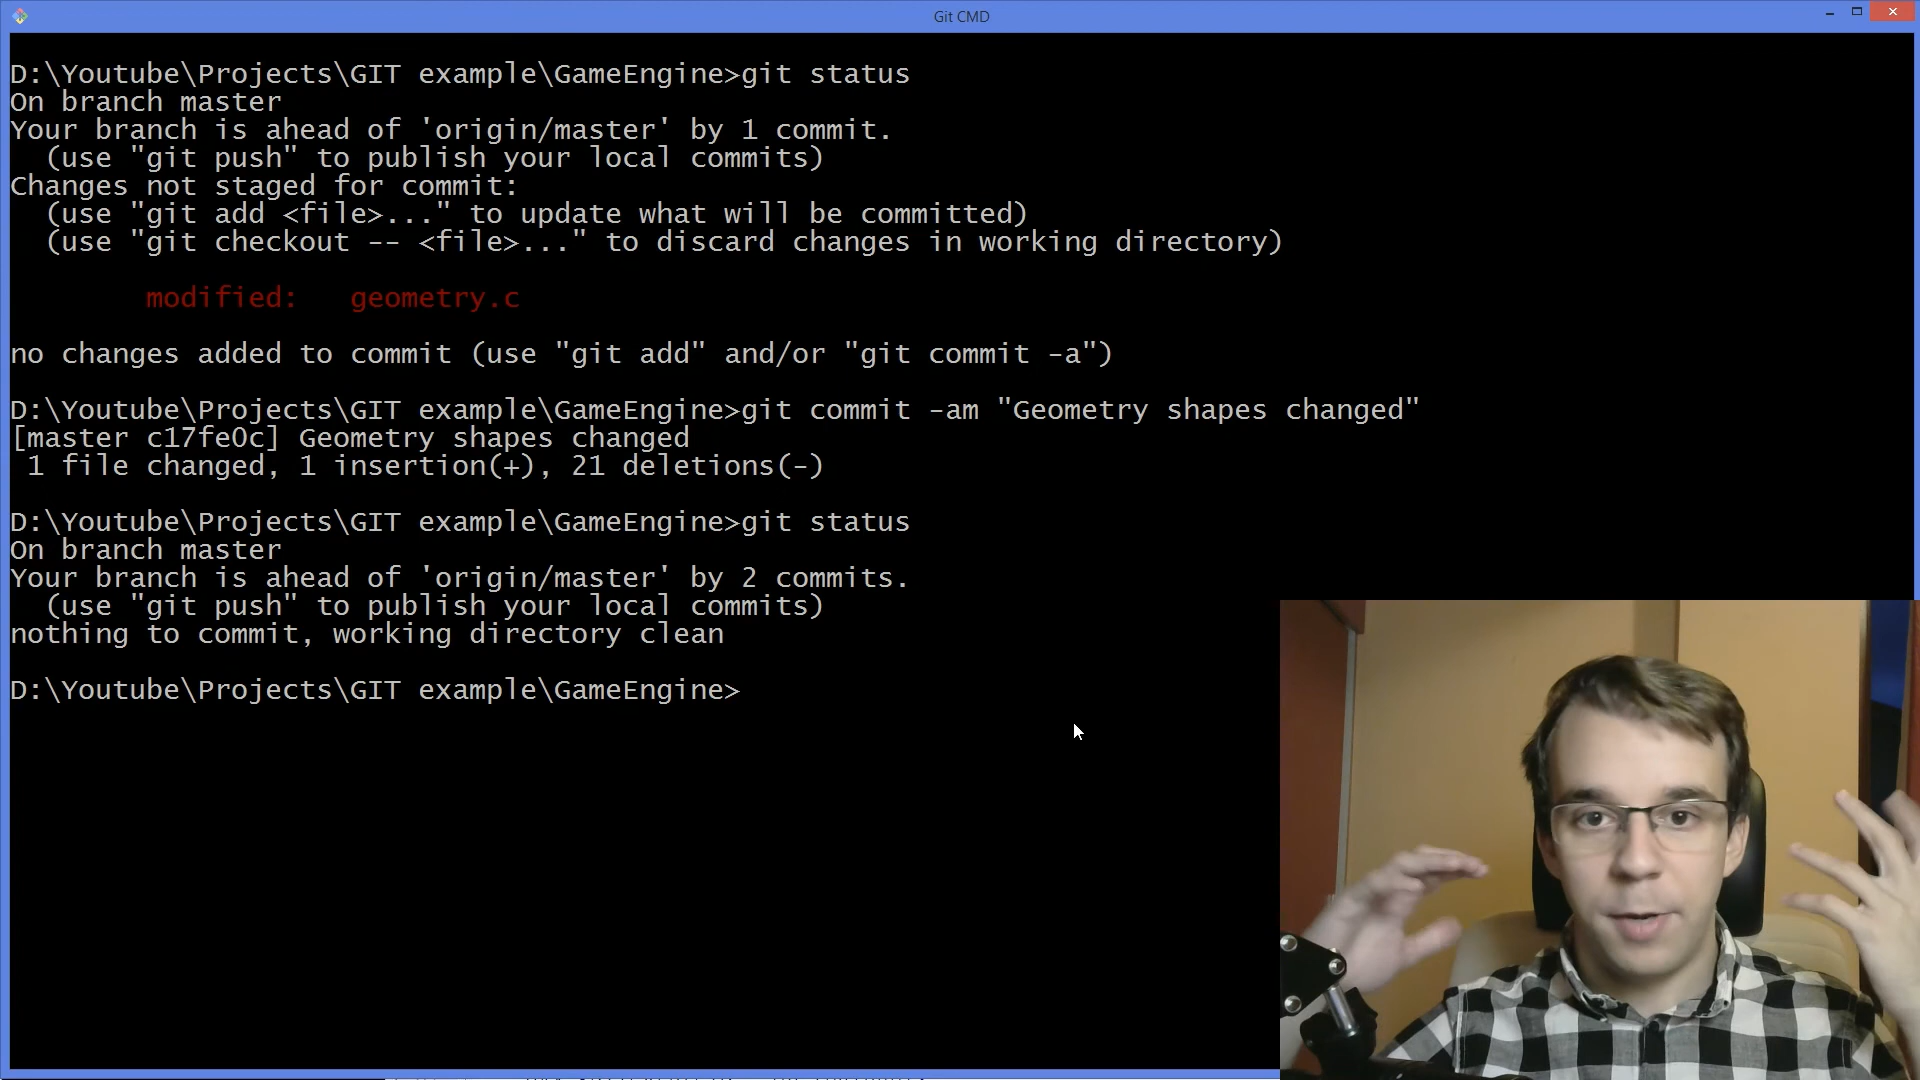 Git CMD
D:\Youtube\Projects\GIT example\GameEngine>git status
On branch master
Your branch is ahead of 'origin/master' by 1 commit.
  (use "git push" to publish your local commits)
Changes not staged for commit:
  (use "git add <file>..." to update what will be committed)
  (use "git checkout -- <file>..." to discard changes in working directory)
        modified:   geometry.c
no changes added to commit (use "git add" and/or "git commit -a")
D:\Youtube\Projects\GIT example\GameEngine>git commit -am "Geometry shapes changed"
[master c17fe0c] Geometry shapes changed
 1 file changed, 1 insertion(+), 21 deletions(-)
D:\Youtube\Projects\GIT example\GameEngine>git status
On branch master
Your branch is ahead of 'origin/master' by 2 commits.
  (use "git push" to publish your local commits)
nothing to commit, working directory clean
D:\Youtube\Projects\GIT example\GameEngine>